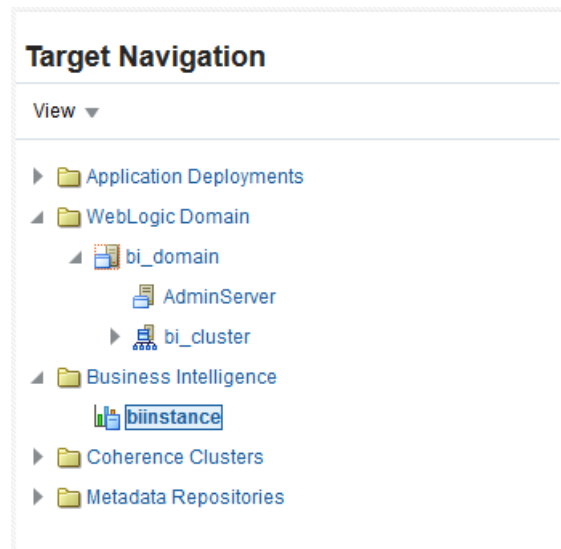 Target Navigation
View
Application Deployments
WebLogic Domain
bi_domain
AdminServer
bi_cluster
Business Intelligence
biinstance
Coherence Clusters
Metadata Repositories